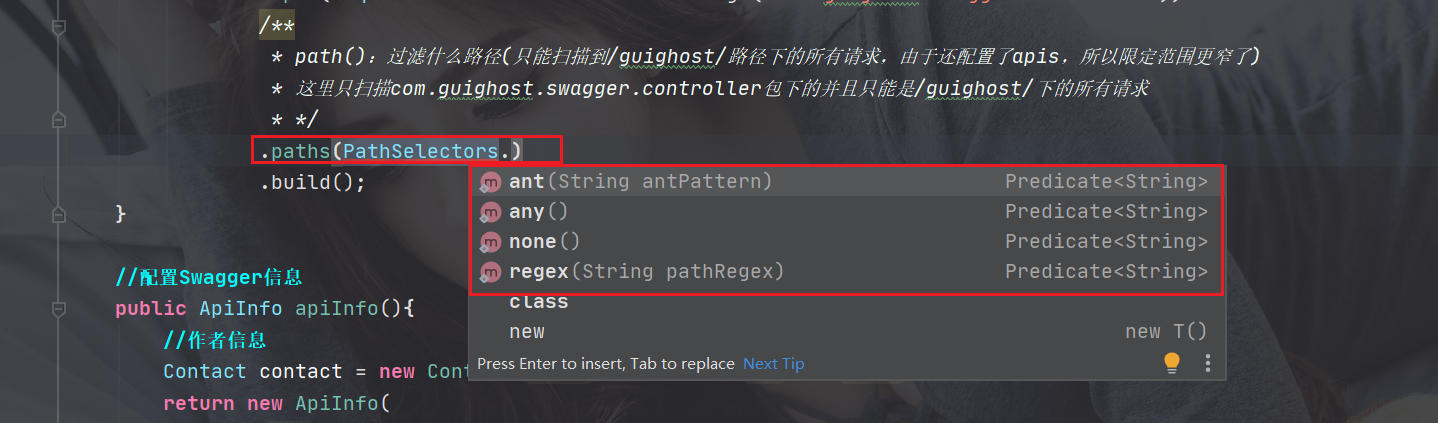 /**
* path()：过滤什么路径(只能扫描到/guighost/路径下的所有请求，由于还配置了apis，所以限定范围更窄了)
* 这里只扫描com.guighost.swagger.controller包下的并且只能是/guighost/下的所有请求
* */
.paths(PathSelectors.)
.build();
ant(String antPattern) Predicate<String>
any() Predicate<String>
none() Predicate<String>
regex(String pathRegex) Predicate<String>
class
new new T()
Press Enter to insert, Tab to replace Next Tip
}
//配置Swagger信息
public ApiInfo apiInfo(){
//作者信息
Contact contact = new Cont
return new ApiInfo(